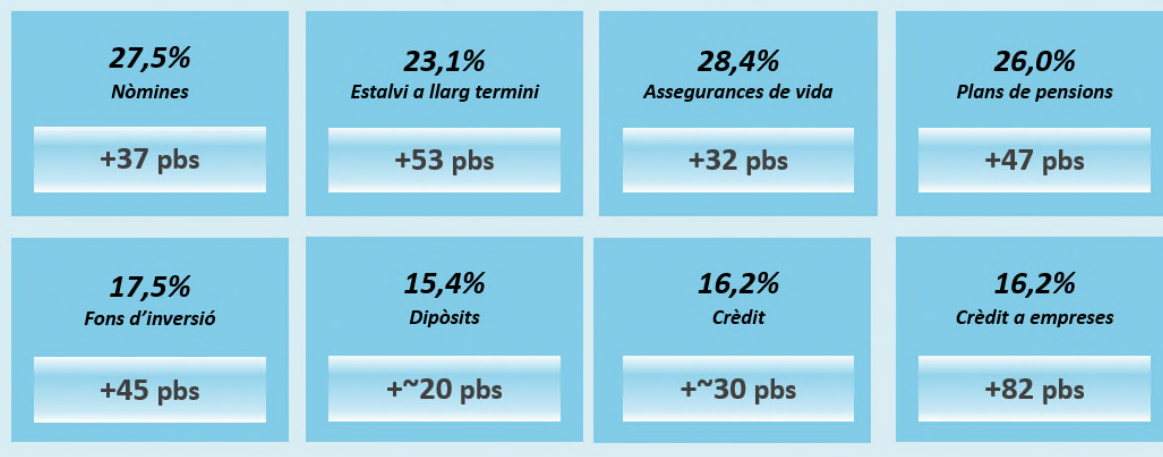 27,5%
Nòmines
+37 pbs
23,1%
Estalvi a llarg termini
+53 pbs
28,4%
Assegurances de vida
+32 pbs
26,0%
Plans de pensions
+47 pbs
17,5%
Fons d’inversió
+45 pbs
15,4%
Dipòsits
+~20 pbs
16,2%
Crèdit
+~30 pbs
16,2%
Crèdit a empreses
+82 pbs